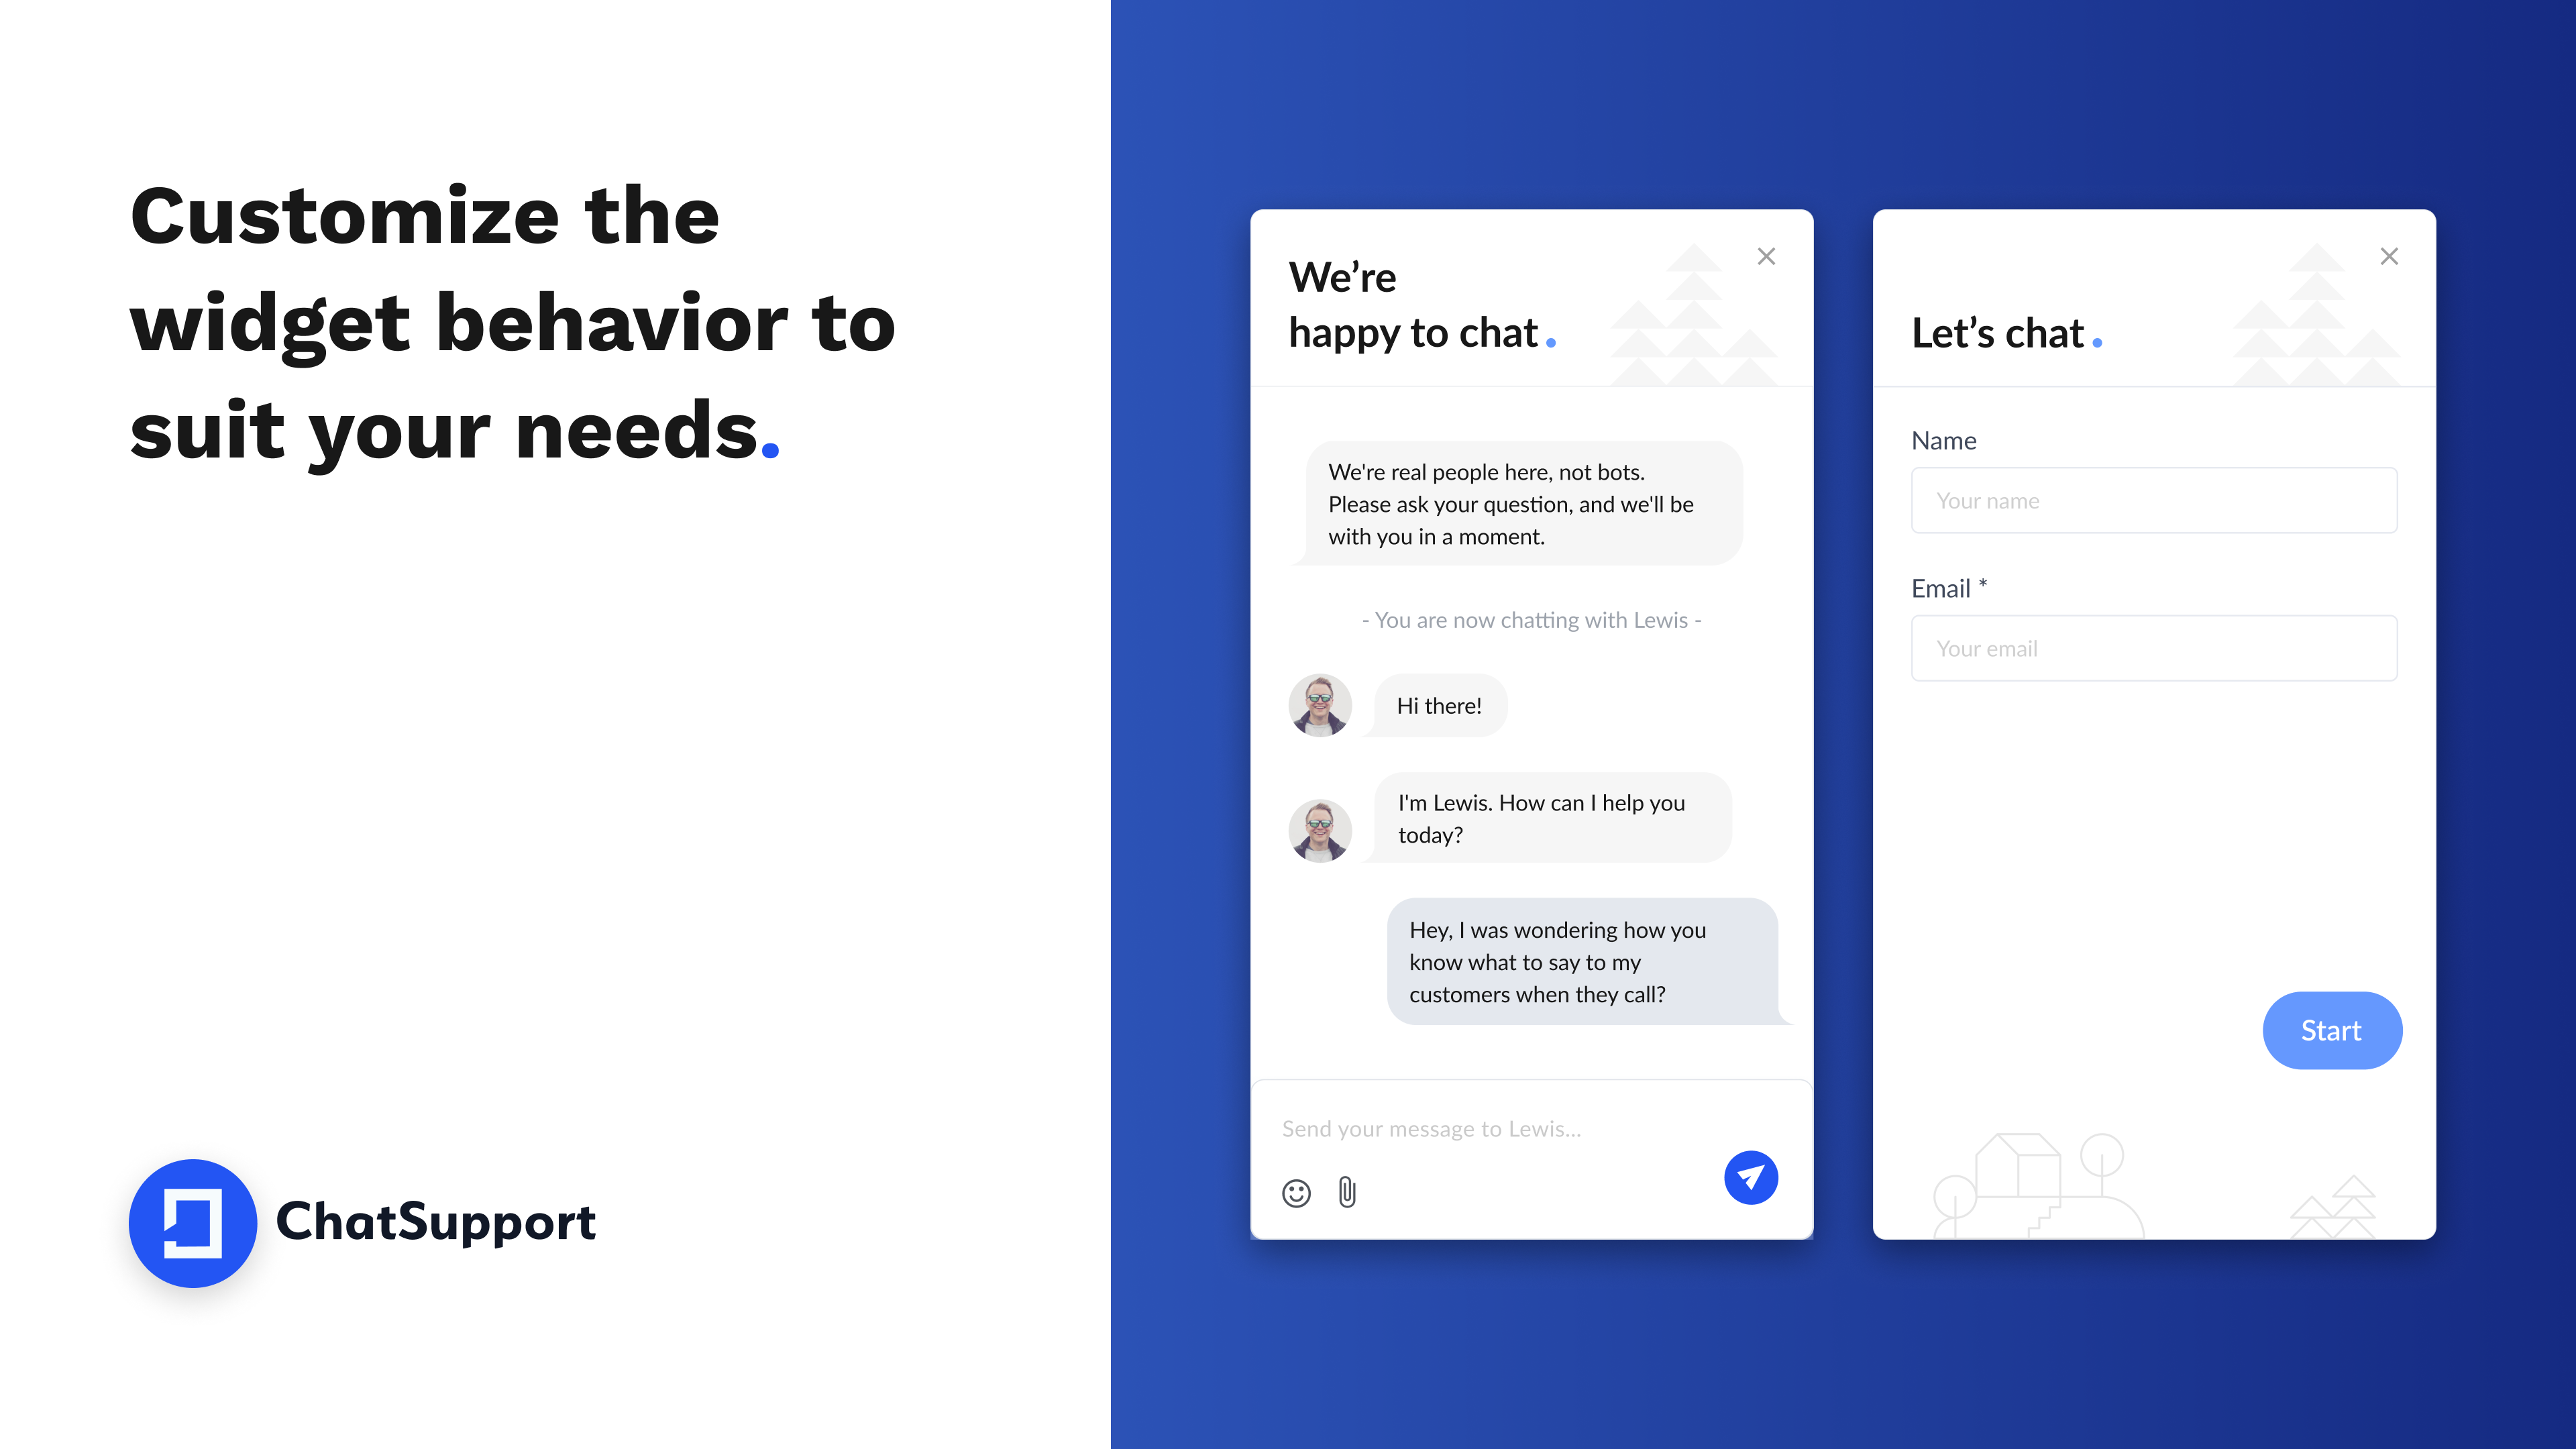 Customize the
widget behavior to
suit your needs.
ChatSupport
We’re
happy to chat.
We're real people here, not bots.
Please ask your question, and we'll be
with you in a moment.
- You are now chatting with Lewis -
Hi there!
I'm Lewis. How can I help you
today?
Hey, I was wondering how you
know what to say to my
customers when they call?
Send your message to Lewis...
Let’s chat.
Name
Your name
Email *
Your email
Start